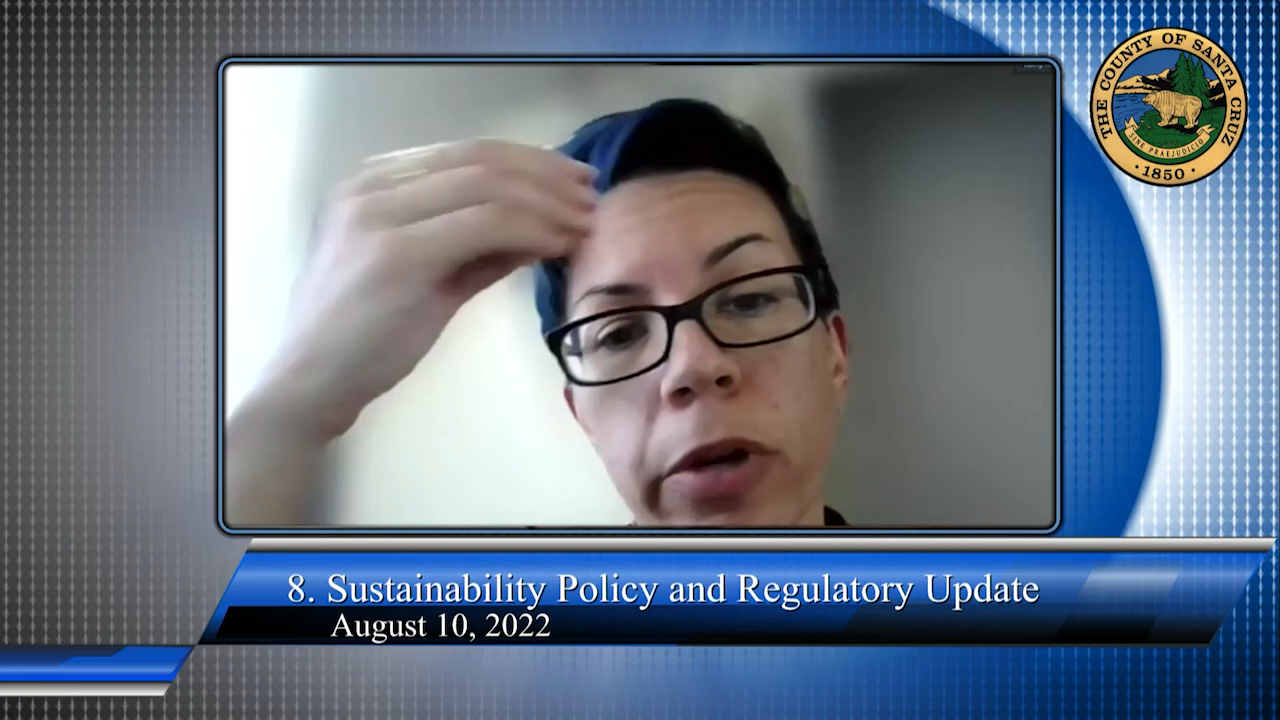 THE COUNTY OF SANTA CRUZ
SINE PRAEJUDICIO
· 1850 ·
8. Sustainability Policy and Regulatory Update
August 10, 2022